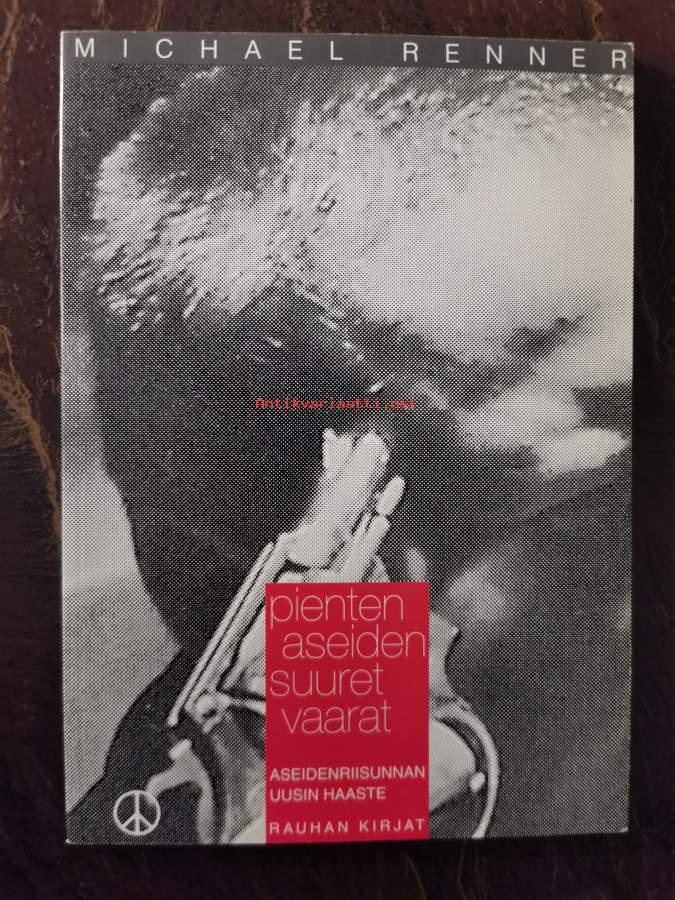 MICHAEL RENNER
Antikvariaatti.net
pienten
aseiden
suuret
vaarat
ASEIDENRIISUNNAN
UUSIN HAASTE
RAUHAN KIRJAT